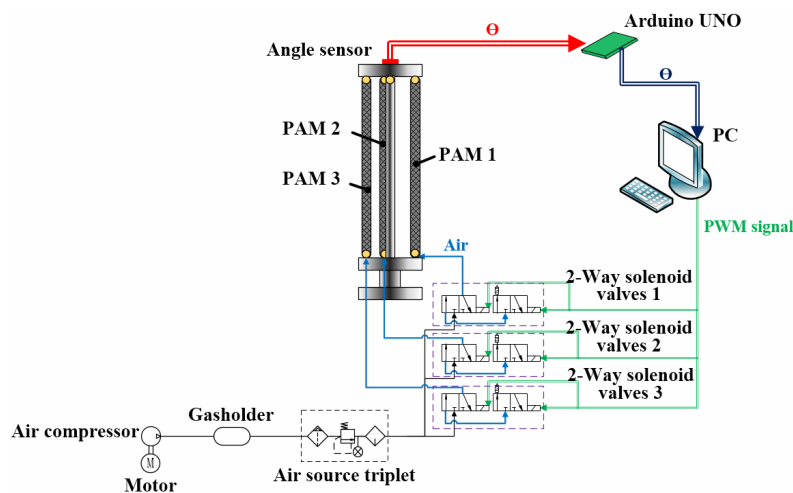 Arduino UNO
Θ
Angle sensor
Θ
PAM 2
PC
PAM 1
PAM 3
PWM signal
Air
2-Way solenoid
valves 1
2-Way solenoid
valves 2
2-Way solenoid
valves 3
Gasholder
Air compressor
M
Air source triplet
Motor